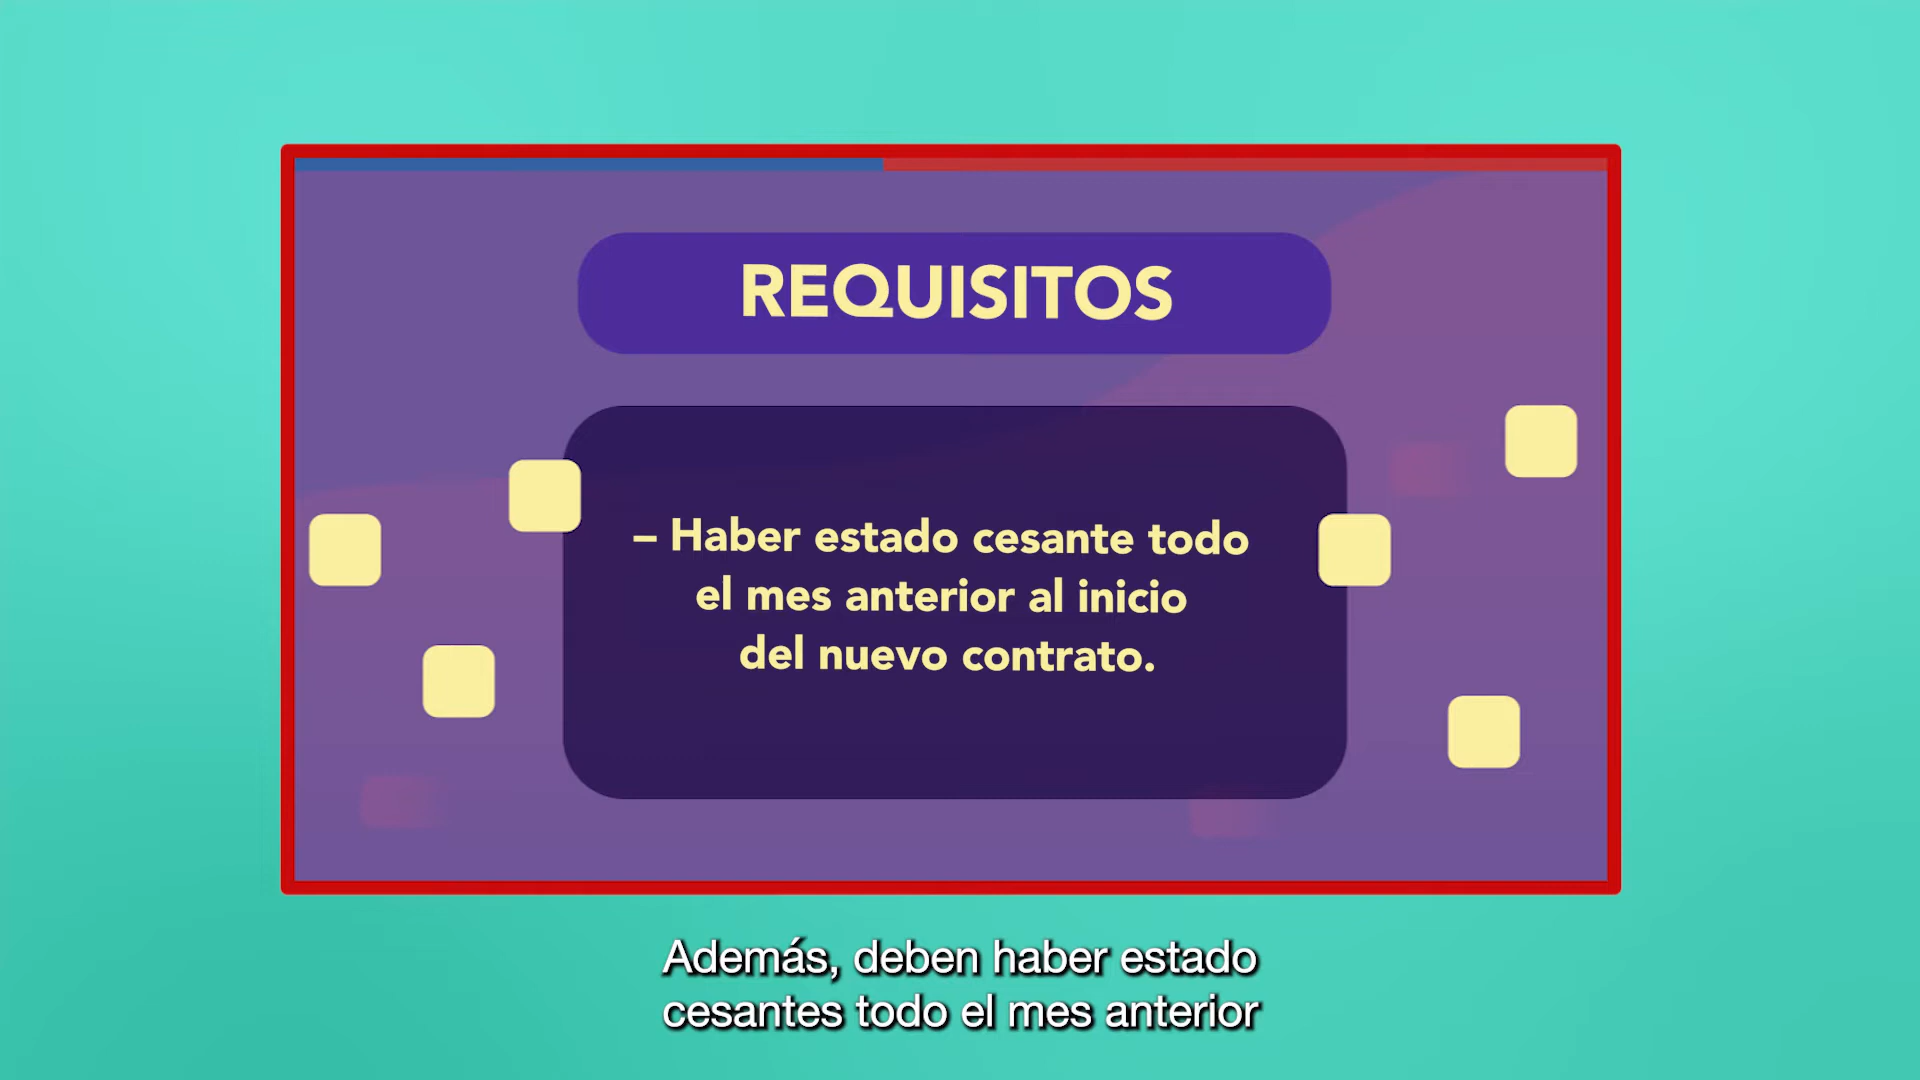 REQUISITOS
– Haber estado cesante todo
el mes anterior al inicio
del nuevo contrato.
Además, deben haber estado
cesantes todo el mes anterior